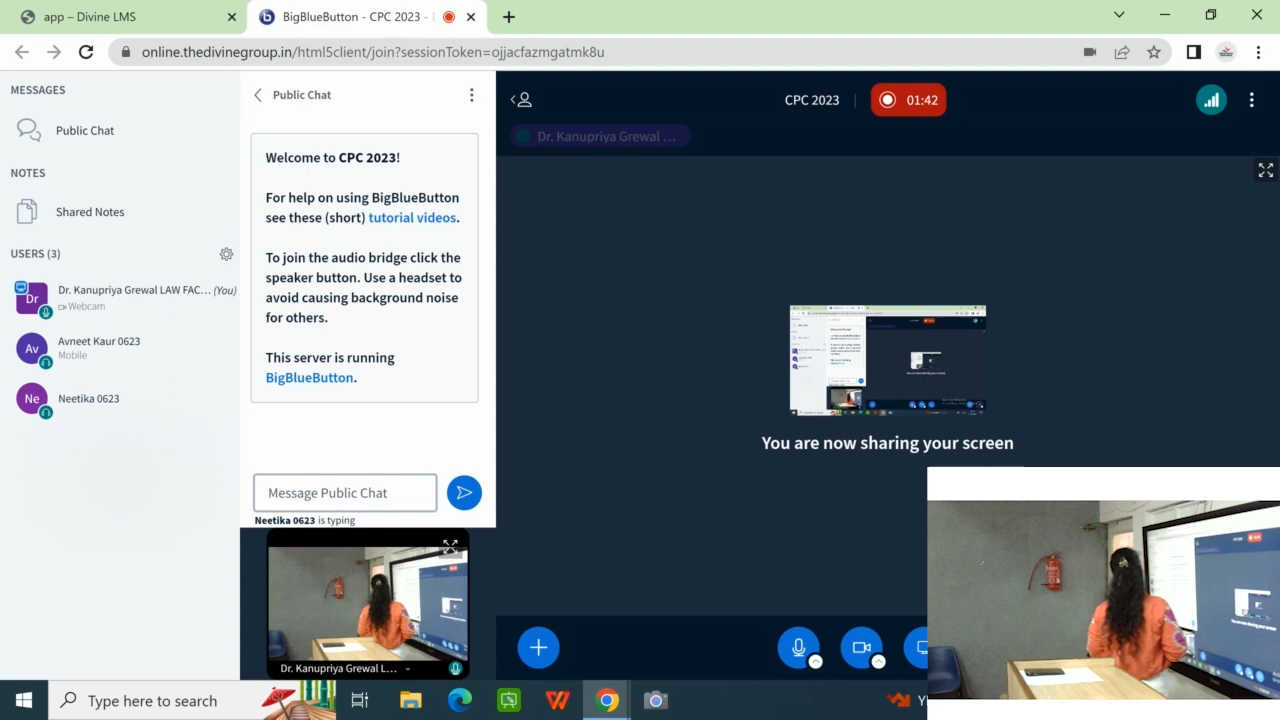 app – Divine LMS
BigBlueButton - CPC 2023 -
online.thedivinegroup.in/html5client/join?sessionToken=ojjacfazmgatmk8u
MESSAGES
Public Chat
NOTES
Shared Notes
USERS (3)
Dr
Dr. Kanupriya Grewal LAW FAC... (You)
Webcam
Av
Avneet Kaur 0623
Mobile
Ne
Neetika 0623
Public Chat
Welcome to CPC 2023!
For help on using BigBlueButton
see these (short) tutorial videos.
To join the audio bridge click the
speaker button. Use a headset to
avoid causing background noise
for others.
This server is running
BigBlueButton.
Message Public Chat
Neetika 0623 is typing
Dr. Kanupriya Grewal L...
CPC 2023
01:42
Dr. Kanupriya Grewal ...
You are now sharing your screen
Type here to search